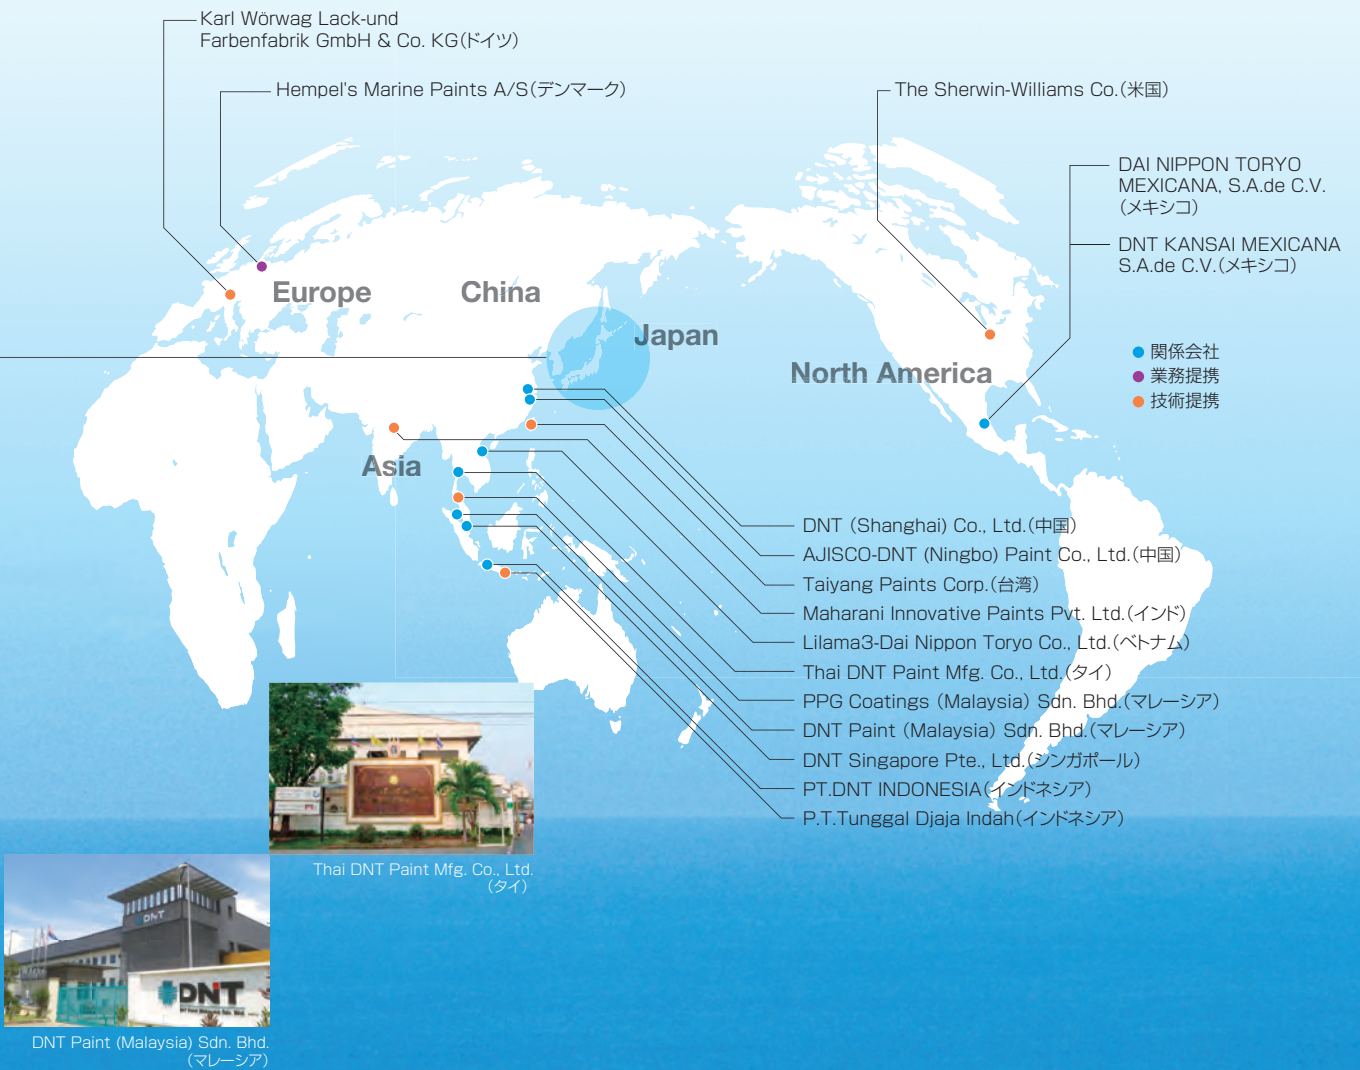 Karl Wörwag Lack-und
Farbenfabrik GmbH & Co. KG（ドイツ）
Hempel's Marine Paints A/S（デンマーク）
The Sherwin-Williams Co.（米国）
DAI NIPPON TORYO
MEXICANA, S.A.de C.V.
（メキシコ）
DNT KANSAI MEXICANA
S.A.de C.V.（メキシコ）
Europe
China
Japan
North America
Asia
関係会社
業務提携
技術提携
DNT (Shanghai) Co., Ltd.（中国）
AJISCO-DNT (Ningbo) Paint Co., Ltd.（中国）
Taiyang Paints Corp.（台湾）
Maharani Innovative Paints Pvt. Ltd.（インド）
Lilama3-Dai Nippon Toryo Co., Ltd.（ベトナム）
Thai DNT Paint Mfg. Co., Ltd.（タイ）
PPG Coatings (Malaysia) Sdn. Bhd.（マレーシア）
DNT Paint (Malaysia) Sdn. Bhd.（マレーシア）
DNT Singapore Pte., Ltd.（シンガポール）
PT.DNT INDONESIA（インドネシア）
P.T.Tunggal Djaja Indah（インドネシア）
Thai DNT Paint Mfg. Co., Ltd.
（タイ）
DNT
DNT
DNT Paint (Malaysia) Sdn. Bhd.
（マレーシア）